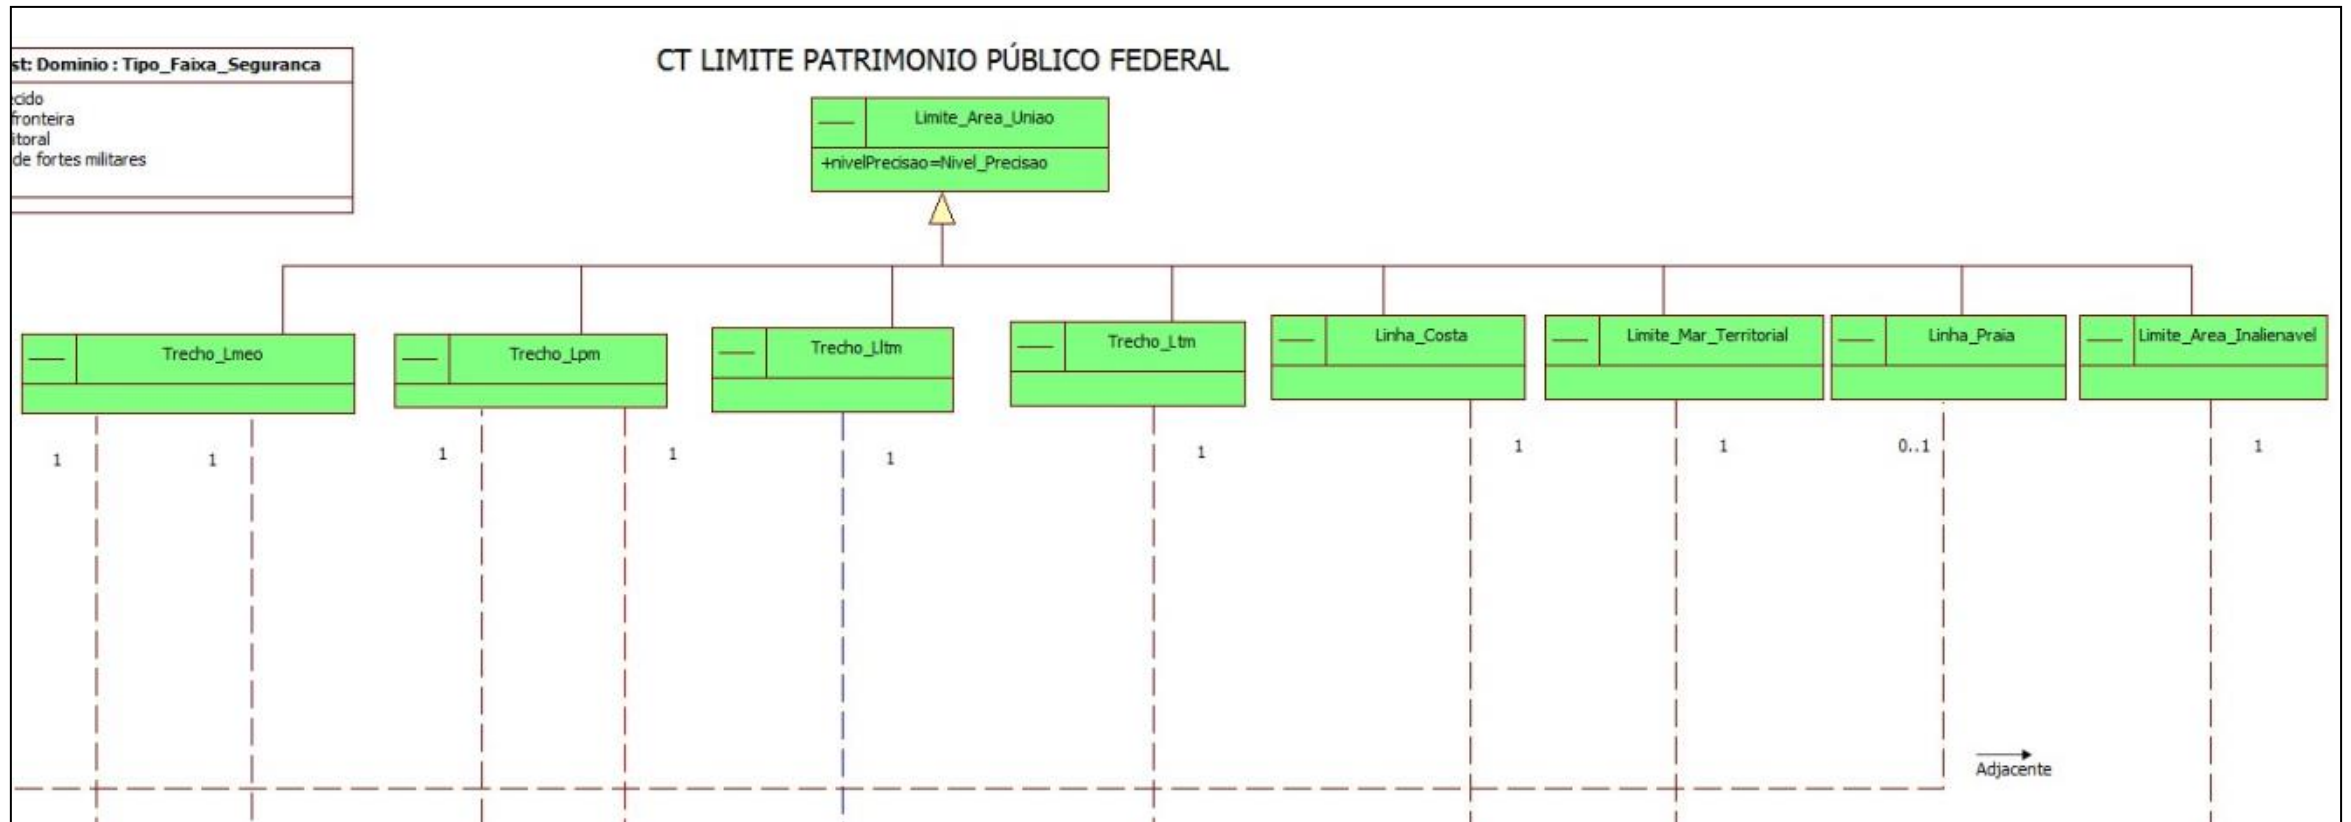 CT LIMITE PATRIMONIO PÚBLICO FEDERAL
st: Dominio : Tipo_Faixa_Seguranca
cido
fronteira
itoral
de fortes militares
Limite_Area_Uniao
+nivelPrecisao=Nivel_Precisao
Trecho_Lmeo
Trecho_Lpm
Trecho_Lltm
Trecho_Ltm
Linha_Costa
Limite_Mar_Territorial
Linha_Praia
Limite_Area_Inalienavel
1
1
1
1
1
1
1
1
0..1
1
Adjacente